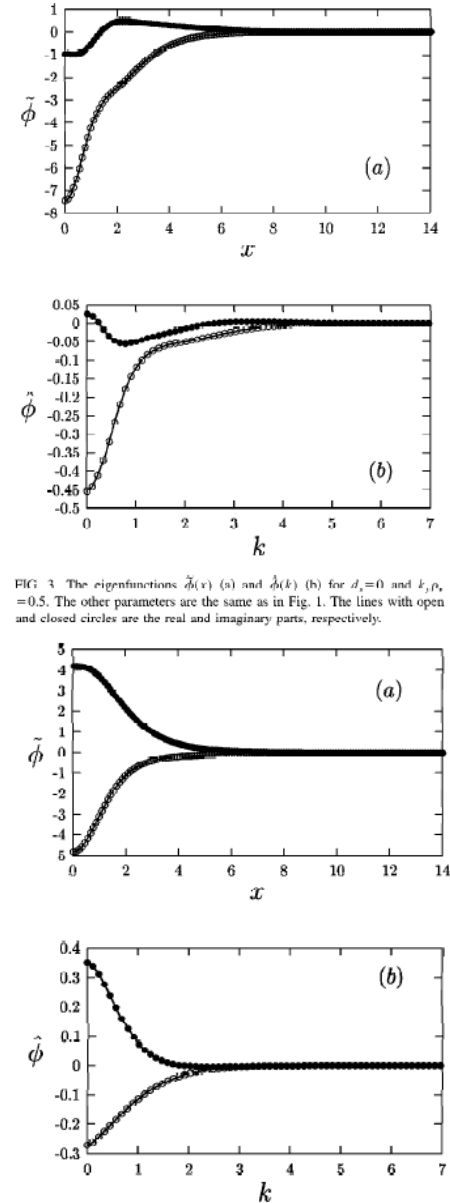 1
0
-1
-2
-3
-4
-5
-6
-7
-8
φ̃
(a)
0 2 4 6 8 10 12 14
x
0.05
0
-0.05
-0.1
-0.15
-0.2
-0.25
-0.3
-0.35
-0.4
-0.45
-0.5
φ̂
(b)
0 1 2 3 4 5 6 7
k
FIG. 3. The eigenfunctions φ̃(x) (a) and φ̂(k) (b) for
=0.5. The other parameters are the same as in Fig. 1. The lines with open
and closed circles are the real and imaginary parts, respectively.
5
4
3
2
1
0
-1
-2
-3
-4
5
φ̃
(a)
0 2 4 6 8 10 12 14
x
0.4
0.3
0.2
0.1
0
-0.1
-0.2
-0.3
φ̂
(b)
0 1 2 3 4 5 6 7
k